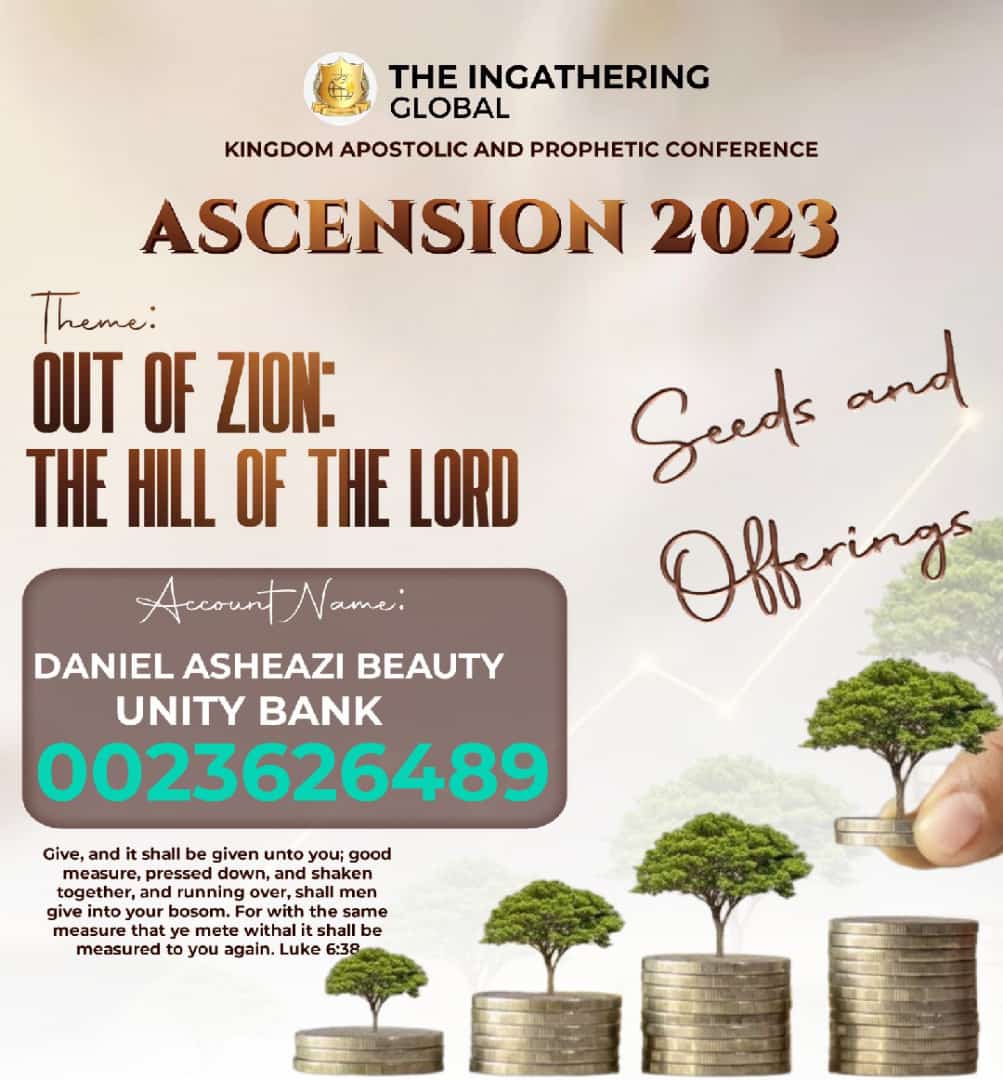 THE INGATHERING
GLOBAL
KINGDOM APOSTOLIC AND PROPHETIC CONFERENCE
ASCENSION 2023
Theme:
OUT OF ZION:
THE HILL OF THE LORD
Seeds and
Offerings
Account Name:
DANIEL ASHEAZI BEAUTY
UNITY BANK
0023626489
Give, and it shall be given unto you; good
measure, pressed down, and shaken
together, and running over, shall men
give into your bosom. For with the same
measure that ye mete withal it shall be
measured to you again. Luke 6:38